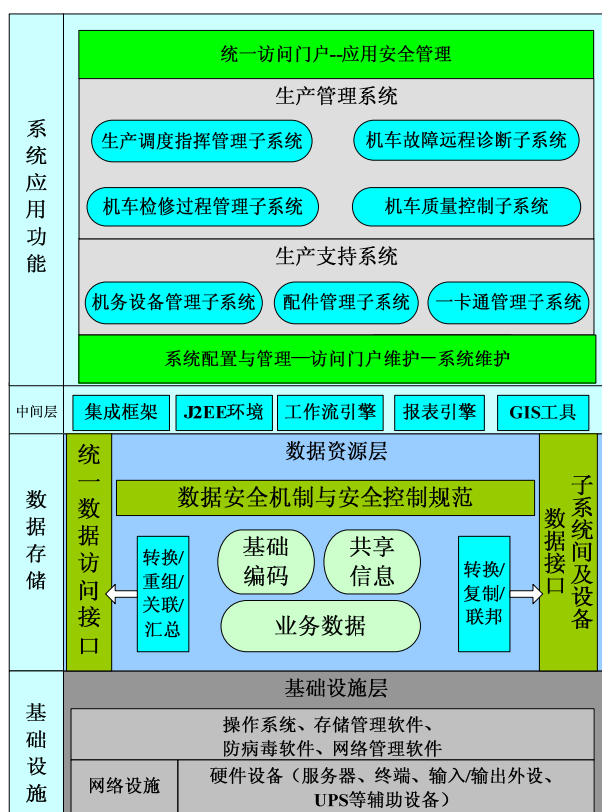 系统应用功能
统一访问门户--应用安全管理
生产管理系统
生产调度指挥管理子系统
机车故障远程诊断子系统
机车检修过程管理子系统
机车质量控制子系统
生产支持系统
机务设备管理子系统
配件管理子系统
一卡通管理子系统
系统配置与管理—访问门户维护－系统维护
中间层
集成框架
J2EE环境
工作流引擎
报表引擎
GIS工具
数据存储
统一数据访问接口
数据资源层
数据安全机制与安全控制规范
转换/
重组/
关联/
汇总
基础
编码
共享
信息
业务数据
转换/
复制/
联邦
子系统间及设备
数据接口
基础设施
基础设施层
操作系统、存储管理软件、
防病毒软件、网络管理软件
网络设施
硬件设备（服务器、终端、输入/输出外设、
UPS等辅助设备）